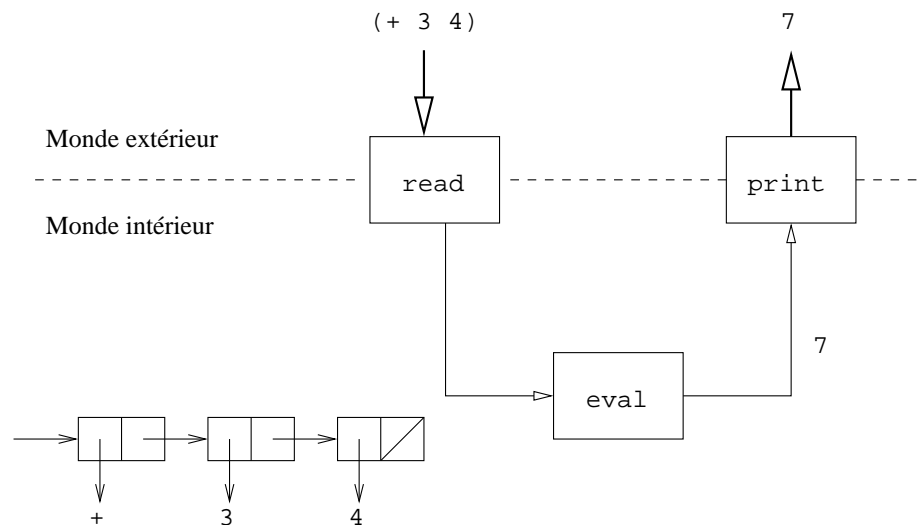 (+ 3 4)
7
Monde extérieur
read
print
Monde intérieur
7
eval
+
3
4